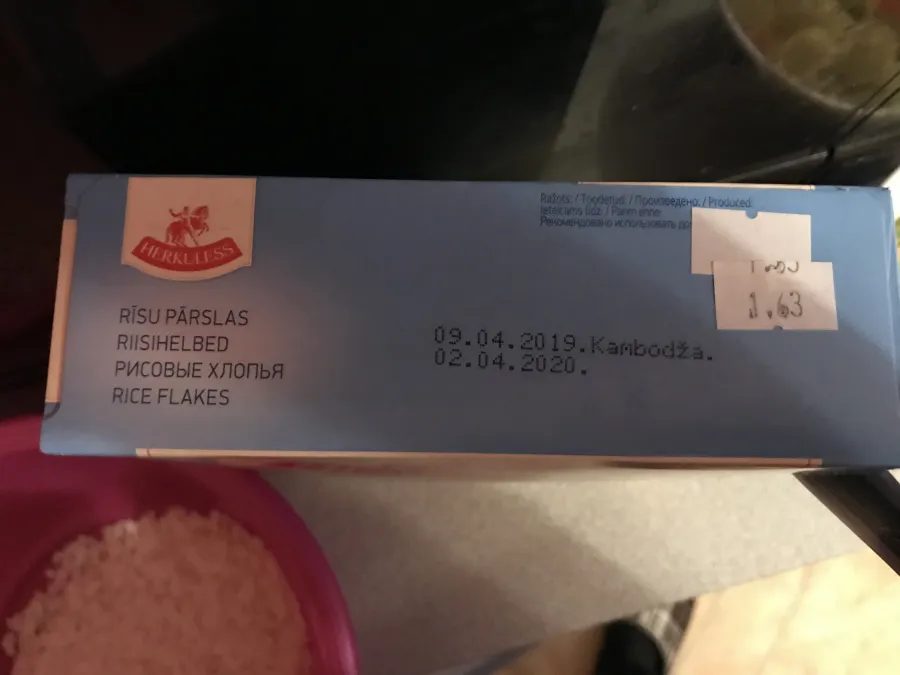 HERKULESS
RĪSU PĀRSLAS
RIISIHELBED
РИСОВЫЕ ХЛОПЬЯ
RICE FLAKES
Ražots: / Toodetud: / Произведено: / Produced:
Ieteicams līdz: / Parim enne:
Рекомендовано использовать до
1.63
09.04.2019.Kambodža.
02.04.2020.